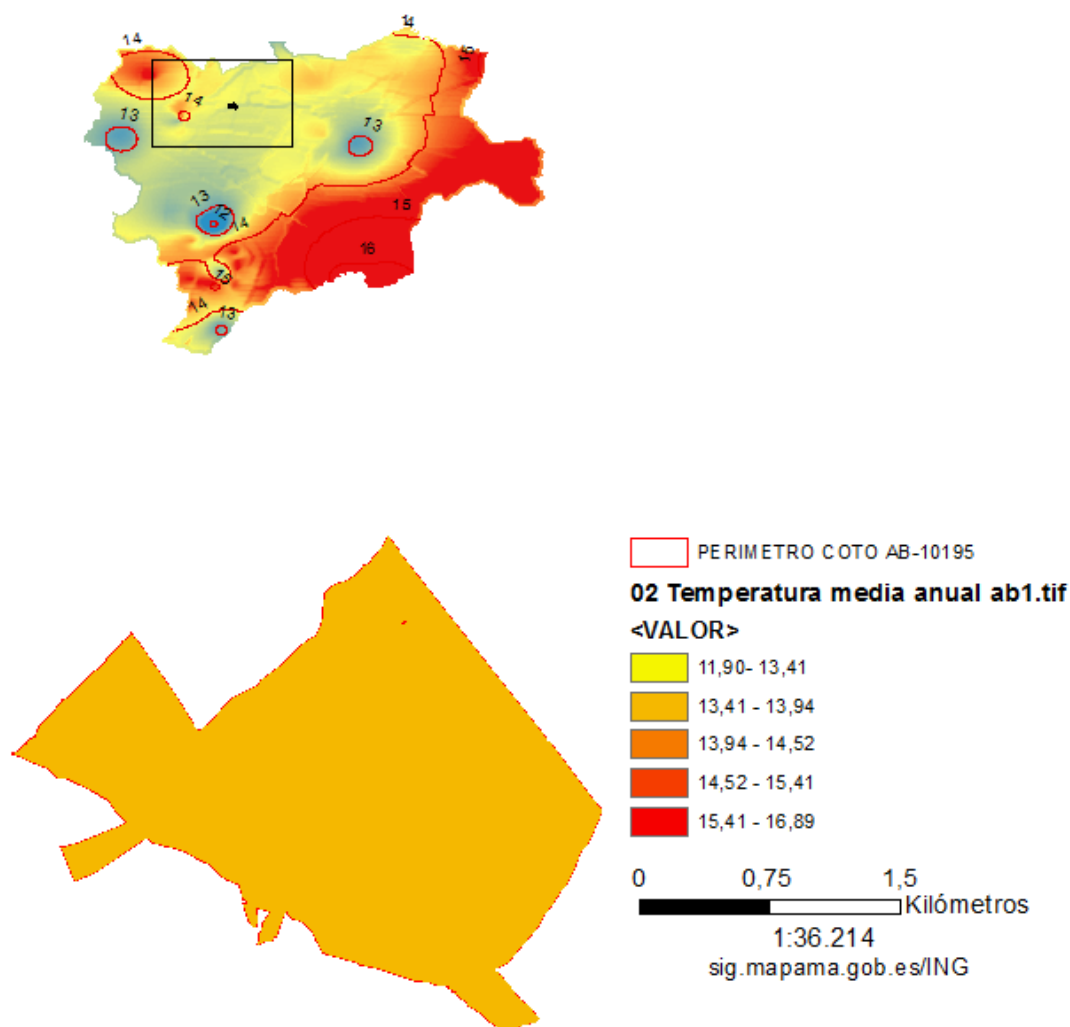 14
14
15
14
13
13
13
12
14
15
16
15
14
13
PERIMETRO COTO AB-10195
02 Temperatura media anual ab1.tif
<VALOR>
11,90- 13,41
13,41 - 13,94
13,94 - 14,52
14,52 - 15,41
15,41 - 16,89
0 0,75 1,5
Kilómetros
1:36.214
sig.mapama.gob.es/ING